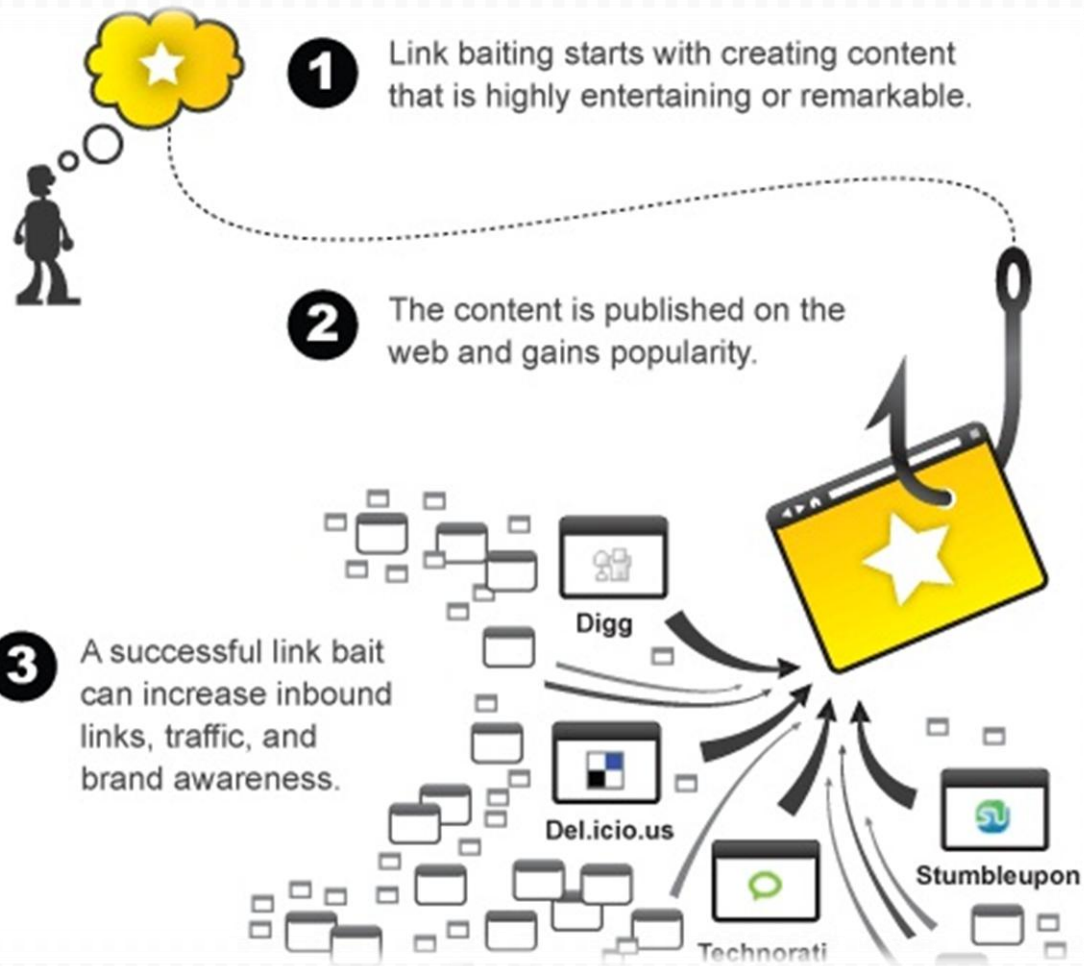 1
Link baiting starts with creating content
that is highly entertaining or remarkable.
2
The content is published on the
web and gains popularity.
Digg
3
A successful link bait
can increase inbound
links, traffic, and
brand awareness.
Del.icio.us
SU
Stumbleupon
Technorati